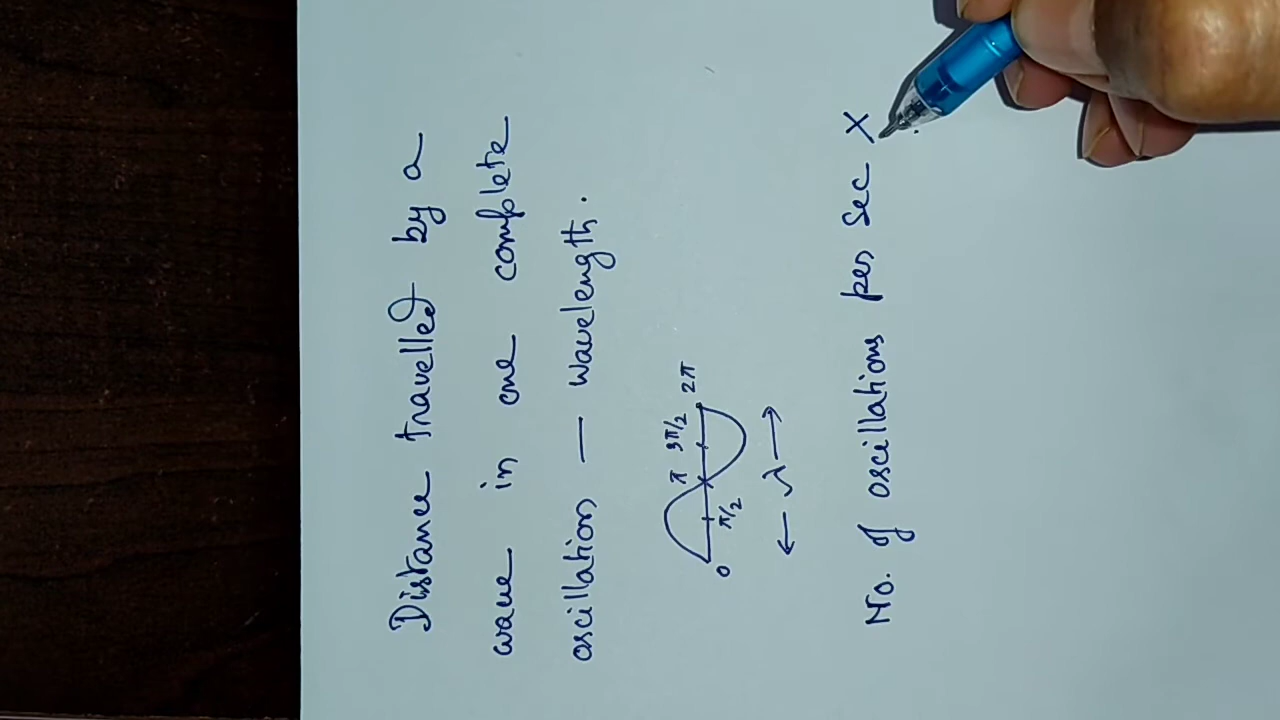 Distance travelled by a
wave in one complete
oscillation — wavelength.
0 π/2 π 3π/2 2π
← λ →
No. of oscillations per sec X